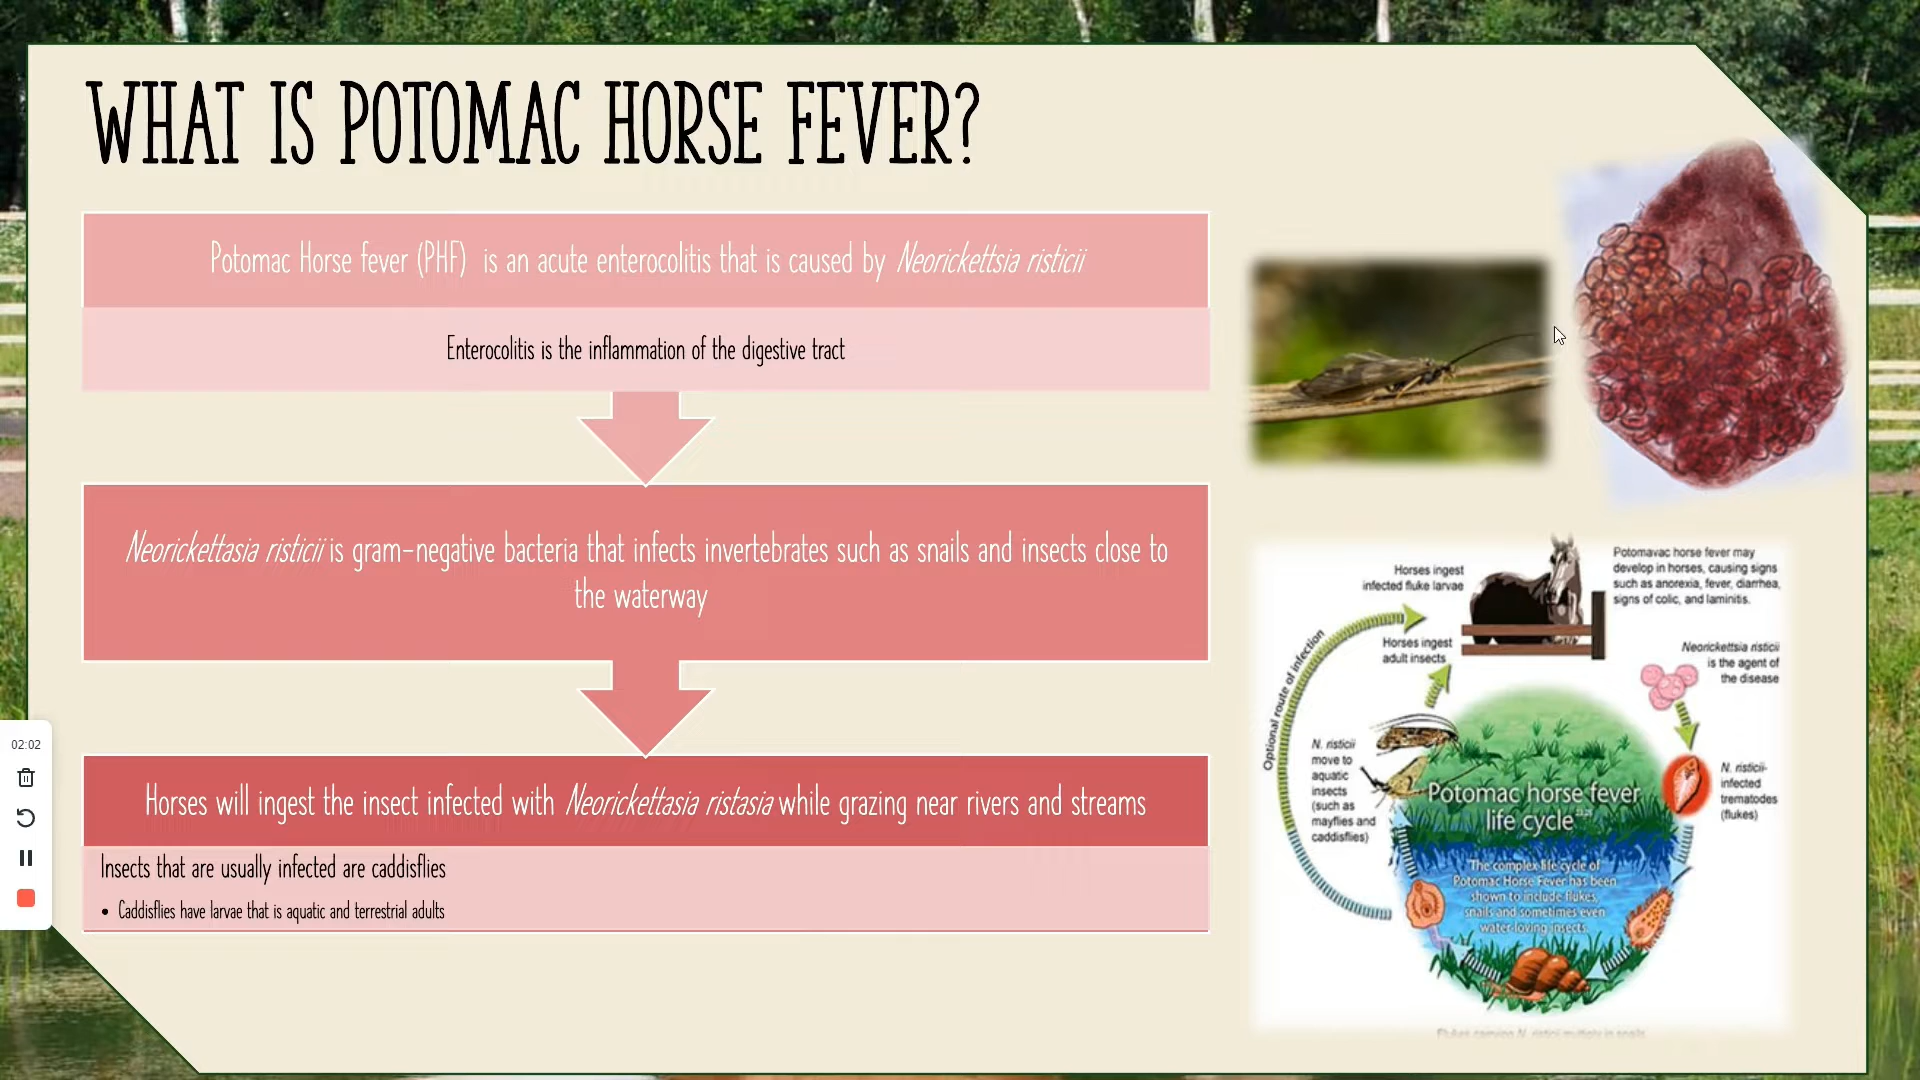 WHAT IS POTOMAC HORSE FEVER?
Potomac Horse fever (PHF) is an acute enterocolitis that is caused by Neorickettsia risticii
Enterocolitis is the inflammation of the digestive tract
Neorickettasia risticii is gram-negative bacteria that infects invertebrates such as snails and insects close to
the waterway
Horses will ingest the insect infected with Neorickettasia ristasia while grazing near rivers and streams
Insects that are usually infected are caddisflies
• Caddisflies have larvae that is aquatic and terrestrial adults
02:02
Horses ingest
infected fluke larvae
Potomavac horse fever may
develop in horses, causing signs
such as anorexia, fever, diarrhea,
signs of colic, and laminitis.
Optional route of infection
Horses ingest
adult insects
Neorickettsia risticii
is the agent of
the disease
N. risticii
move to
aquatic
insects
(such as
mayflies and
caddisflies)
N. risticii-
infected
trematodes
(flukes)
Potomac horse fever
life cycle
The complex life cycle of
Potomac Horse Fever has been
shown to include flukes,
snails and sometimes even
water-loving insects.
Flukes carrying N. risticii multiply in snails